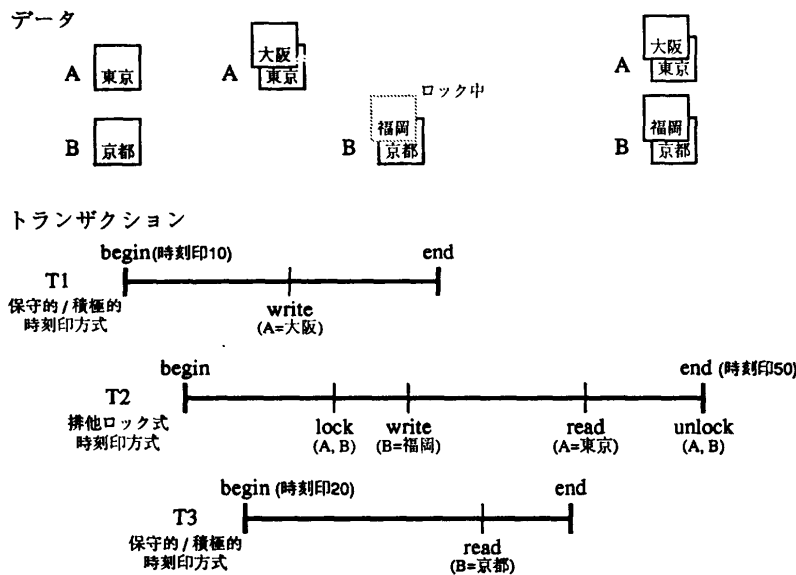 データ
A 東京
B 京都
A 大阪
東京
ロック中
B 福岡
京都
A 大阪
東京
B 福岡
京都
トランザクション
begin(時刻印10) end
T1
保守的 / 積極的
時刻印方式
write
(A=大阪)
begin end (時刻印50)
T2
排他ロック式
時刻印方式
lock write read unlock
(A, B) (B=福岡) (A=東京) (A, B)
begin (時刻印20) end
T3
保守的 / 積極的
時刻印方式
read
(B=京都)